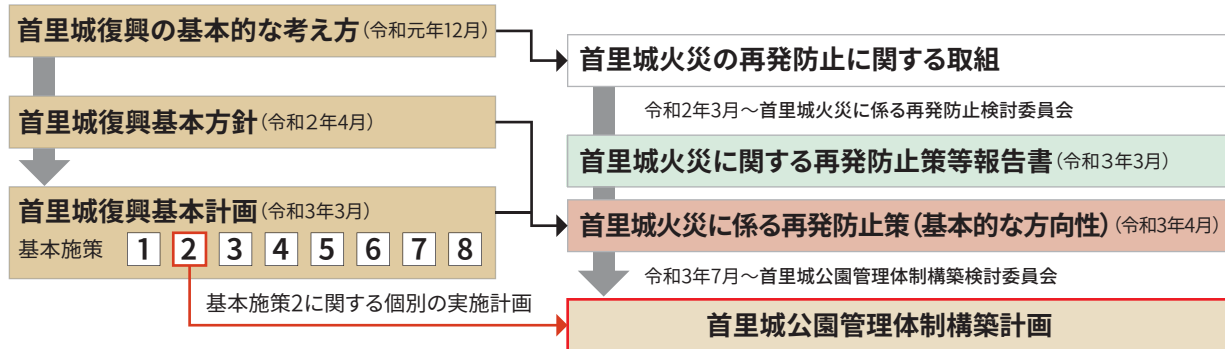 首里城復興の基本的な考え方(令和元年12月)
首里城復興基本方針(令和2年4月)
首里城復興基本計画(令和3年3月)
基本施策 1 2 3 4 5 6 7 8
基本施策2に関する個別の実施計画
首里城火災の再発防止に関する取組
令和2年3月～首里城火災に係る再発防止検討委員会
首里城火災に関する再発防止策等報告書(令和3年3月)
首里城火災に係る再発防止策(基本的な方向性)(令和3年4月)
令和3年7月～首里城公園管理体制構築検討委員会
首里城公園管理体制構築計画